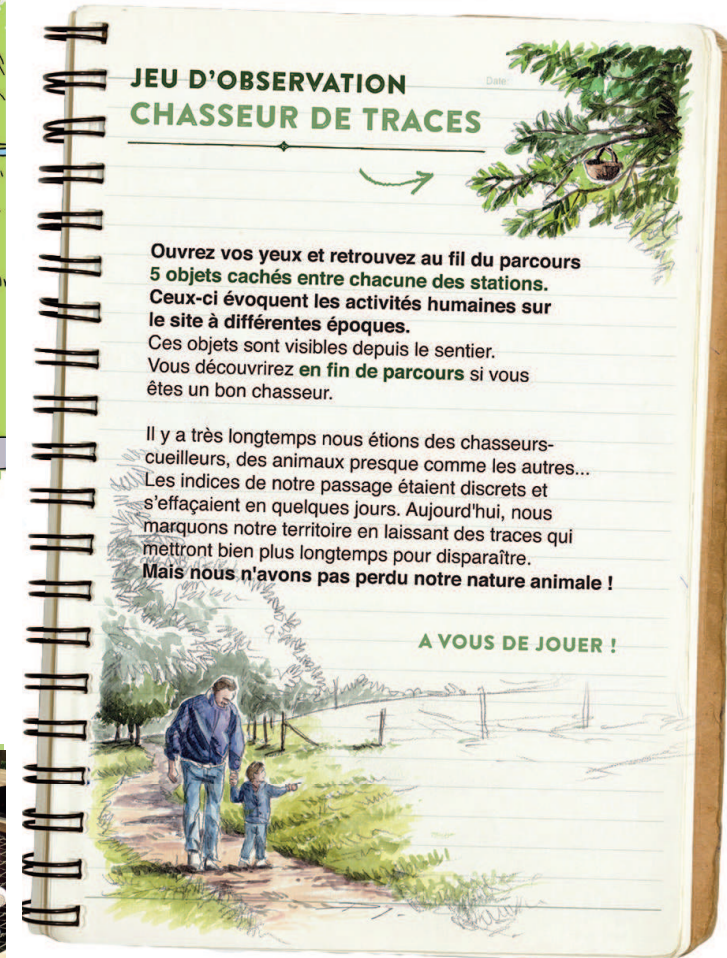 JEU D'OBSERVATION
Date:
CHASSEUR DE TRACES
Ouvrez vos yeux et retrouvez au fil du parcours
5 objets cachés entre chacune des stations.
Ceux-ci évoquent les activités humaines sur
le site à différentes époques.
Ces objets sont visibles depuis le sentier.
Vous découvrirez en fin de parcours si vous
êtes un bon chasseur.
Il y a très longtemps nous étions des chasseurs-
cueilleurs, des animaux presque comme les autres...
Les indices de notre passage étaient discrets et
s'effaçaient en quelques jours. Aujourd'hui, nous
marquons notre territoire en laissant des traces qui
mettront bien plus longtemps pour disparaître.
Mais nous n'avons pas perdu notre nature animale !
A VOUS DE JOUER !